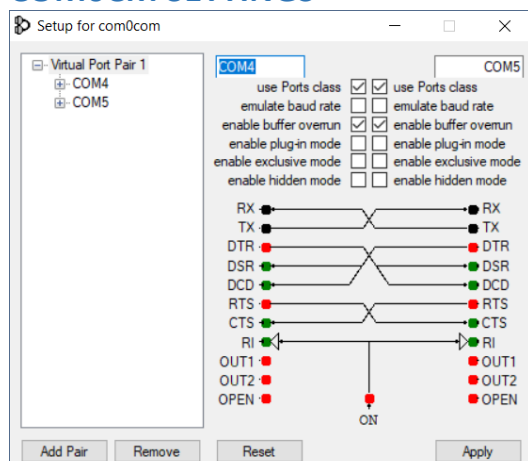 Setup for com0com
Virtual Port Pair 1
COM4
COM5
COM4 COM5
use Ports class use Ports class
emulate baud rate emulate baud rate
enable buffer overrun enable buffer overrun
enable plug-in mode enable plug-in mode
enable exclusive mode enable exclusive mode
enable hidden mode enable hidden mode
RX RX
TX TX
DTR DTR
DSR DSR
DCD DCD
RTS RTS
CTS CTS
RI RI
OUT1 OUT1
OUT2 OUT2
OPEN OPEN
ON
Add Pair Remove Reset Apply